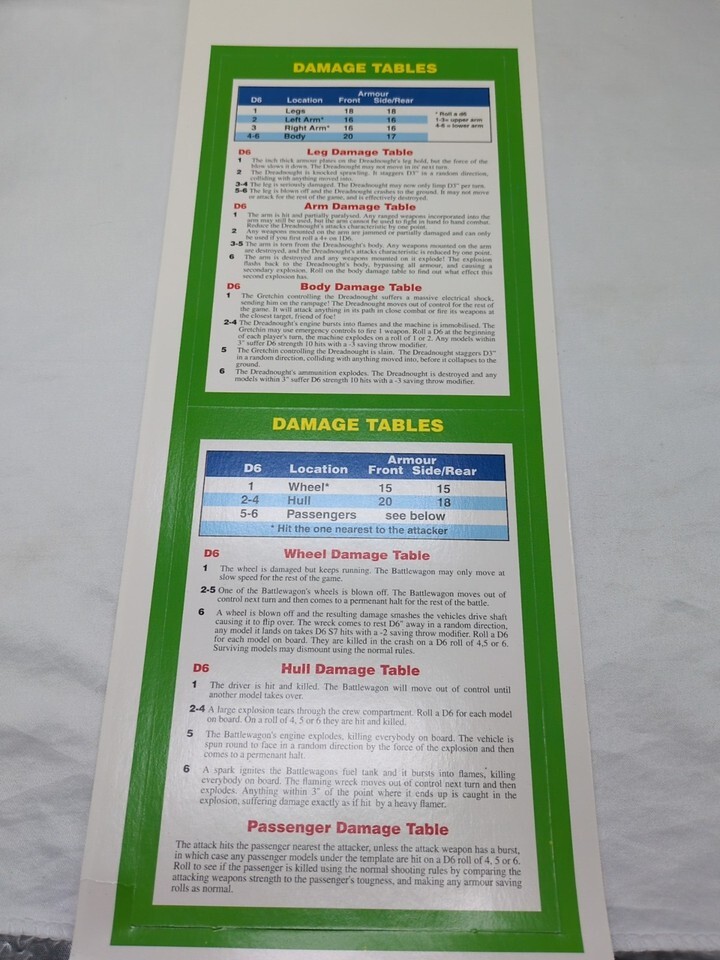 DAMAGE TABLES
Armour
D6 Location Front Side/Rear
1 Legs 18 18
2 Left Arm* 16 16
3 Right Arm* 16 16
4-6 Body 20 17
* Roll a d6
1-3= upper arm
4-6 = lower arm
D6 Leg Damage Table
1 The inch thick armour plates on the Dreadnought's leg hold, but the force of the
blow slows it down. The Dreadnought may not move in its next turn.
2 The Dreadnought is knocked sprawling. It staggers D3" in a random direction,
colliding with anything moved into.
3-4 The leg is seriously damaged. The Dreadnought may now only limp D3" per turn.
5-6 The leg is blown off and the Dreadnought crashes to the ground. It may not move
or attack for the rest of the game, and is effectively destroyed.
D6 Arm Damage Table
1 The arm is hit and partially paralysed. Any ranged weapons incorporated into the
arm may still be used, but the arm cannot be used to fight in hand to hand combat.
Reduce the Dreadnought's attacks characteristic by one point.
2 Any weapons mounted on the arm are jammed or partially damaged and can only
be used if you first roll a 4+ on 1D6.
3-5 The arm is torn from the Dreadnought's body. Any weapons mounted on the arm
are destroyed, and the Dreadnought's attacks characteristic is reduced by one point.
6 The arm is destroyed and any weapons mounted on it explode! The explosion
flashes back to the Dreadnought's body, bypassing all armour, and causing a
secondary explosion. Roll on the body damage table to find out what effect this
second explosion has.
D6 Body Damage Table
1 The Gretchin controlling the Dreadnought suffers a massive electrical shock,
sending him on the rampage! The Dreadnought moves out of control for the rest of
the game. It will attack anything in its path in close combat or fire its weapons at
the closest target, friend of foe!
2-4 The Dreadnought's engine bursts into flames and the machine is immobilised. The
Gretchin may use emergency controls to fire 1 weapon. Roll a D6 at the beginning
of each player's turn, the machine explodes on a roll of 1 or 2. Any models within
3" suffer D6 strength 10 hits with a -3 saving throw modifier.
5 The Gretchin controlling the Dreadnought is slain. The Dreadnought staggers D3"
in a random direction, colliding with anything moved into, before it collapses to the
ground.
6 The Dreadnought's ammunition explodes. The Dreadnought is destroyed and any
models within 3" suffer D6 strength 10 hits with a -3 saving throw modifier.
DAMAGE TABLES
Armour
D6 Location Front Side/Rear
1 Wheel* 15 15
2-4 Hull 20 18
5-6 Passengers see below
* Hit the one nearest to the attacker
D6 Wheel Damage Table
1 The wheel is damaged but keeps running. The Battlewagon may only move at
slow speed for the rest of the game.
2-5 One of the Battlewagon's wheels is blown off. The Battlewagon moves out of
control next turn and then comes to a permenant halt for the rest of the battle.
6 A wheel is blown off and the resulting damage smashes the vehicles drive shaft
causing it to flip over. The wreck comes to rest D6" away in a random direction,
any model it lands on takes D6 S7 hits with a -2 saving throw modifier. Roll a D6
for each model on board. They are killed in the crash on a D6 roll of 4,5 or 6.
Surviving models may dismount using the normal rules.
D6 Hull Damage Table
1 The driver is hit and killed. The Battlewagon will move out of control until
another model takes over.
2-4 A large explosion tears through the crew compartment. Roll a D6 for each model
on board. On a roll of 4, 5 or 6 they are hit and killed.
5 The Battlewagon's engine explodes, killing everybody on board. The vehicle is
spun round to face in a random direction by the force of the explosion and then
comes to a permenant halt.
6 A spark ignites the Battlewagons fuel tank and it bursts into flames, killing
everybody on board. The flaming wreck moves out of control next turn and then
explodes. Anything within 3" of the point where it ends up is caught in the
explosion, suffering damage exactly as if hit by a heavy flamer.
Passenger Damage Table
The attack hits the passenger nearest the attacker, unless the attack weapon has a burst,
in which case any passenger models under the template are hit on a D6 roll of 4, 5 or 6.
Roll to see if the passenger is killed using the normal shooting rules by comparing the
attacking weapons strength to the passenger's tougness, and making any armour saving
rolls as normal.